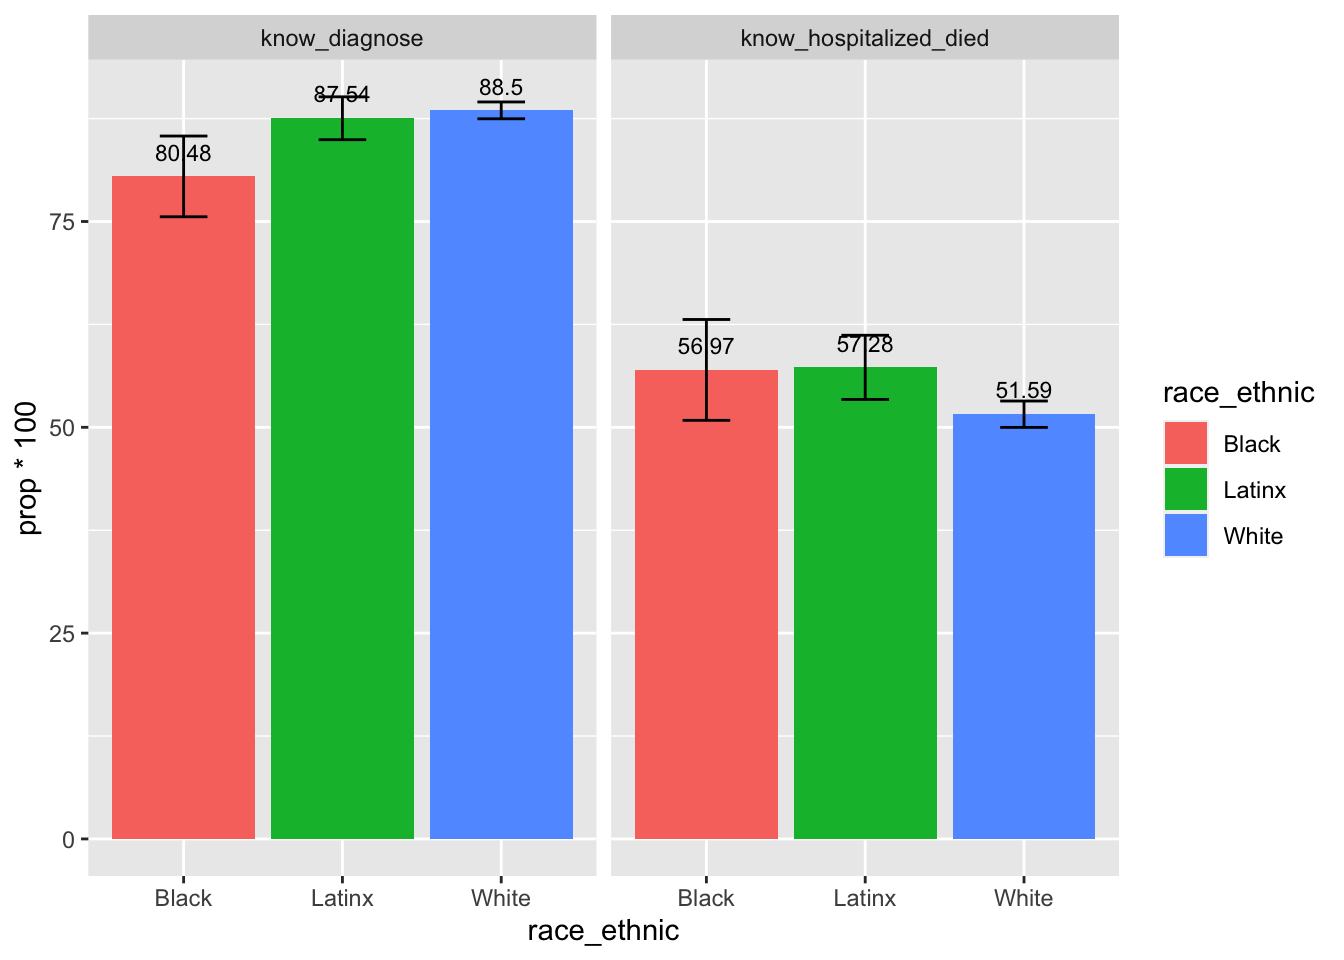 know_diagnose
know_hospitalized_died
80.48
87.54
88.5
56.97
57.28
51.59
75
50
25
0
prop * 100
Black
Latinx
White
Black
Latinx
White
race_ethnic
race_ethnic
Black
Latinx
White